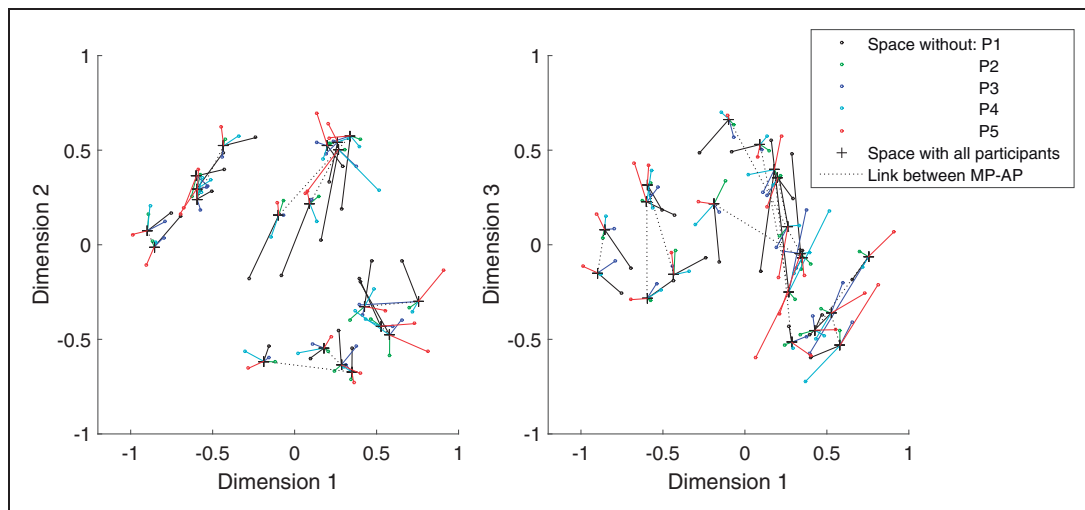 1
0.5
0
-0.5
-1
Dimension 2
-1 -0.5 0 0.5 1
Dimension 1
1
0.5
0
-0.5
-1
Dimension 3
-1 -0.5 0 0.5 1
Dimension 1
Space without: P1
P2
P3
P4
P5
Space with all participants
Link between MP-AP